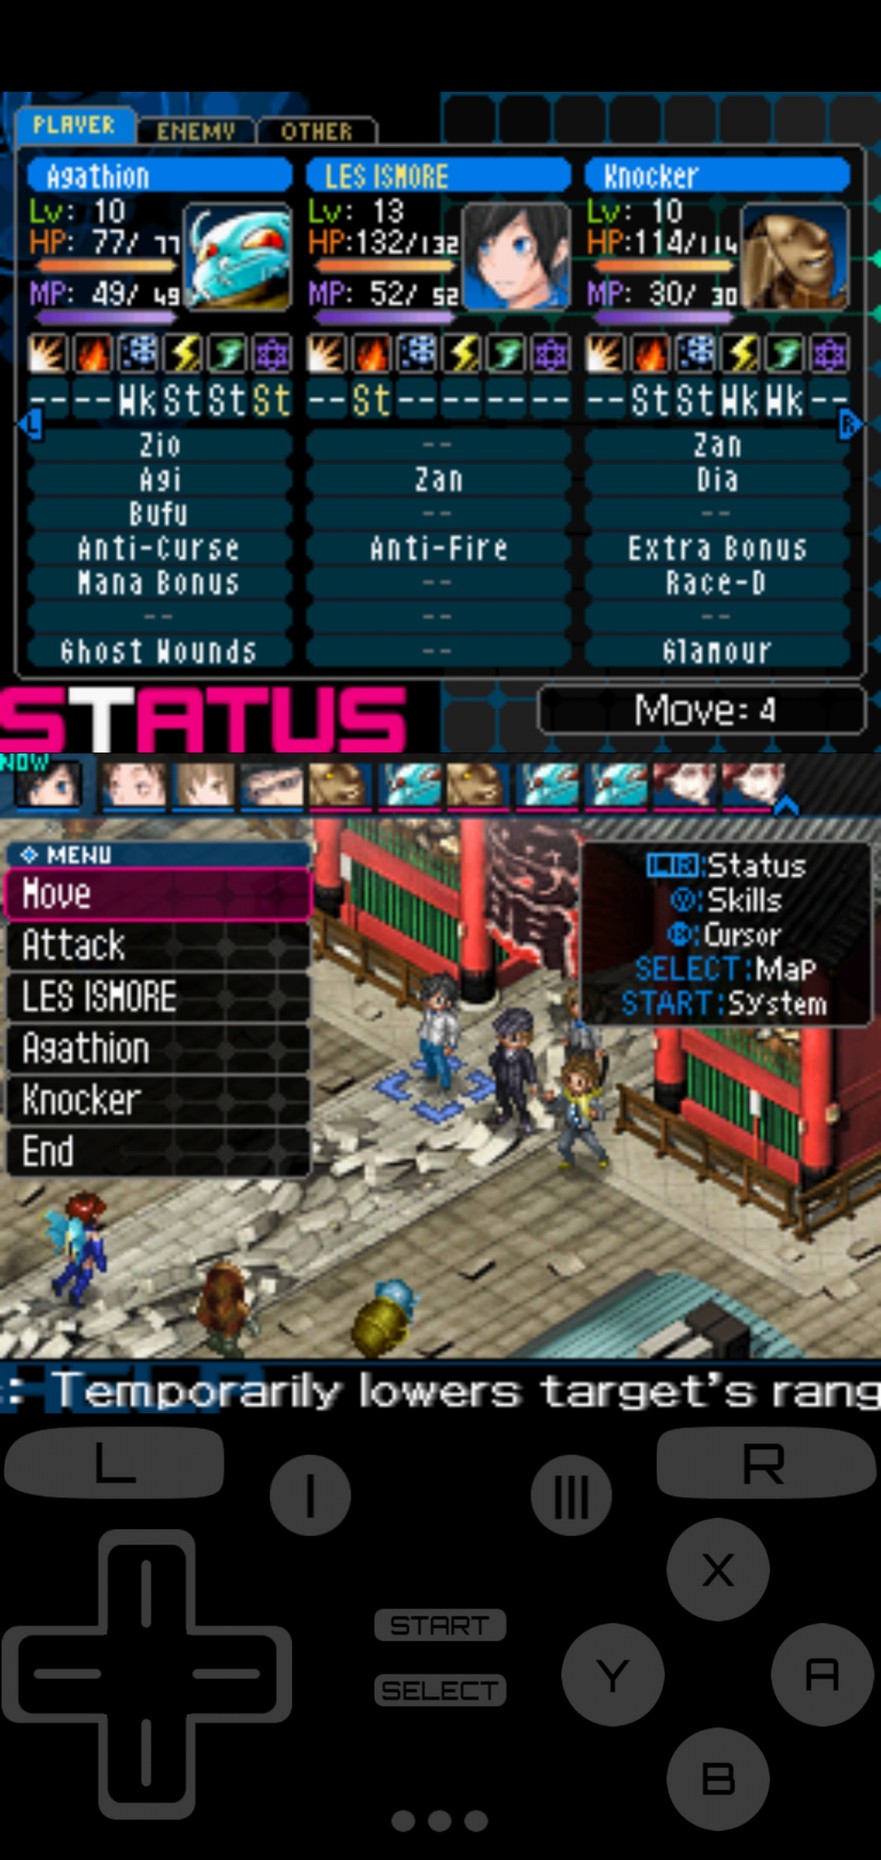 PLAYER ENEMY OTHER
Agathion LES ISMORE Knocker
Lv: 10 Lv: 13 Lv: 10
HP: 77/ 77 HP:132/132 HP:114/114
MP: 49/ 49 MP: 52/ 52 MP: 30/ 30
----WkStStSt --St-------- --StStWkWk--
L R
Zio -- Zan
Agi Zan Dia
Bufu -- --
Anti-Curse Anti-Fire Extra Bonus
Mana Bonus -- Race-D
-- -- --
Ghost Wounds -- Glamour
STATUS Move: 4
NOW
MENU
Move
Attack
LES ISMORE
Agathion
Knocker
End
LR:Status
Y:Skills
B:Cursor
SELECT:Map
START:System
: Temporarily lowers target's rang
L R
X
START
Y A
SELECT
B